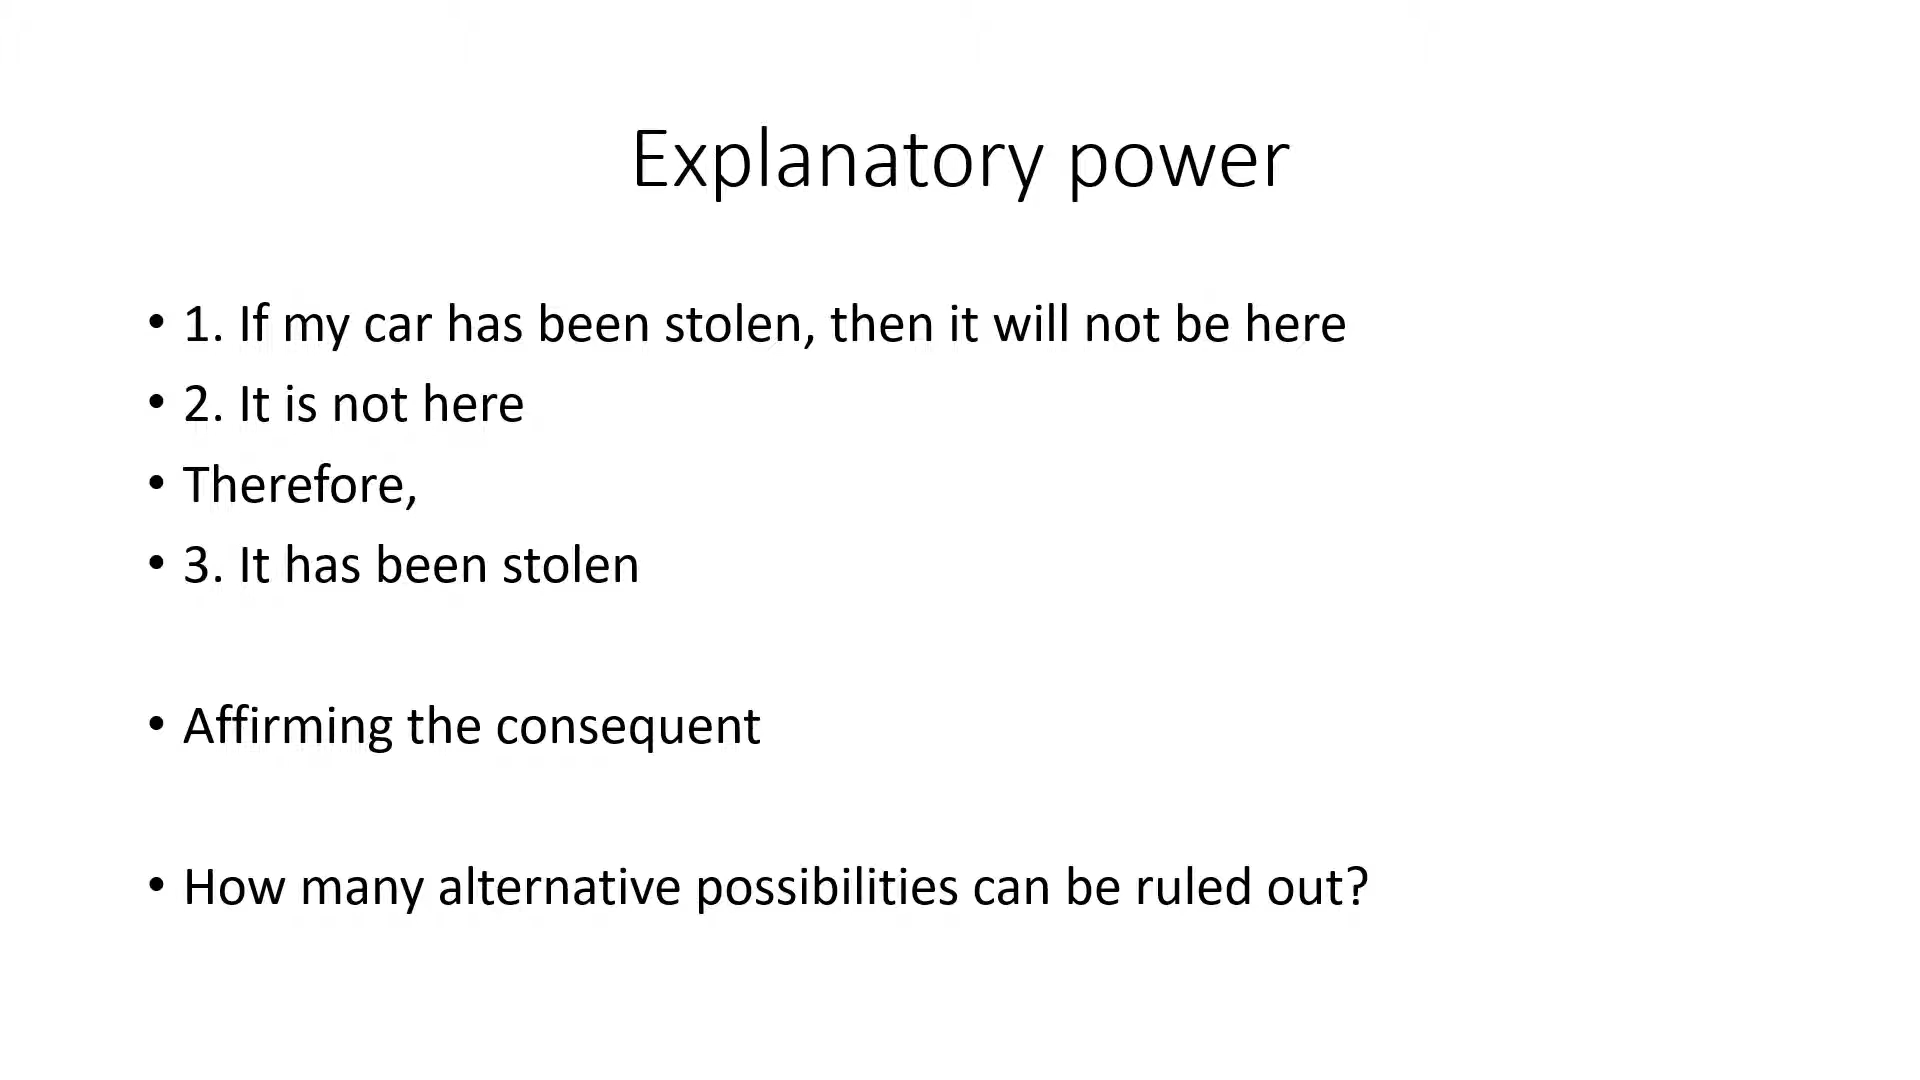 Explanatory power
• 1. If my car has been stolen, then it will not be here
• 2. It is not here
• Therefore,
• 3. It has been stolen
• Affirming the consequent
• How many alternative possibilities can be ruled out?